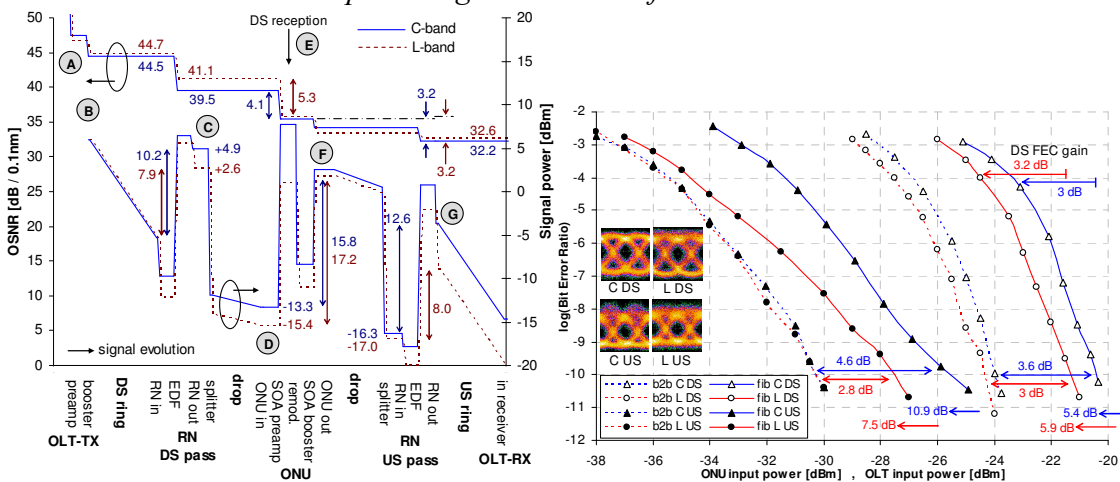 OSNR [dB / 0.1nm]
50
45
40
35
30
25
20
15
10
5
0
A
B
C
D
E
F
G
44.7
44.5
41.1
39.5
4.1
DS reception
5.3
3.2
3.2
32.6
32.2
C-band
L-band
10.2
7.9
+4.9
+2.6
-13.3
-15.4
15.8
17.2
12.6
-16.3
-17.0
8.0
signal evolution
20
15
10
5
0
-5
-10
-15
-20
Signal power [dBm]
preamp
booster
DS ring
RN in
EDF
RN out
splitter
drop
ONU in
SOA preamp
remod.
SOA booster
ONU out
drop
splitter
RN in
EDF
RN out
US ring
in receiver
OLT-TX
RN
DS pass
ONU
RN
US pass
OLT-RX
log(Bit Error Ratio)
-2
-3
-4
-5
-6
-7
-8
-9
-10
-11
-12
DS FEC gain
3.2 dB
3 dB
C DS
L DS
C US
L US
4.6 dB
2.8 dB
3.6 dB
3 dB
10.9 dB
7.5 dB
5.4 dB
5.9 dB
b2b C DS
fib C DS
b2b L DS
fib L DS
b2b C US
fib C US
b2b L US
fib L US
-38
-36
-34
-32
-30
-28
-26
-24
-22
-20
ONU input power [dBm] , OLT input power [dBm]